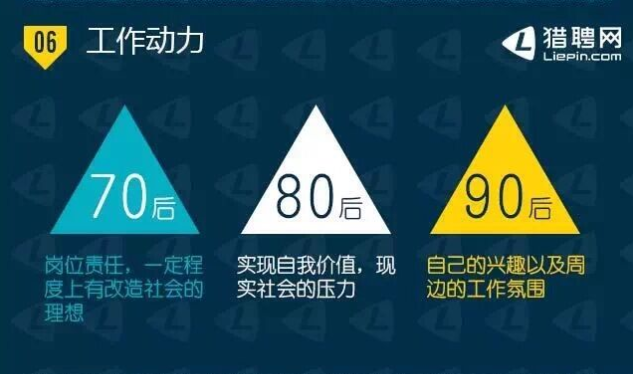 06 工作动力
猎聘网
Liepin.com
70后
80后
90后
岗位责任，一定程
度上有改造社会的
理想
实现自我价值，现
实社会的压力
自己的兴趣以及周
边的工作氛围